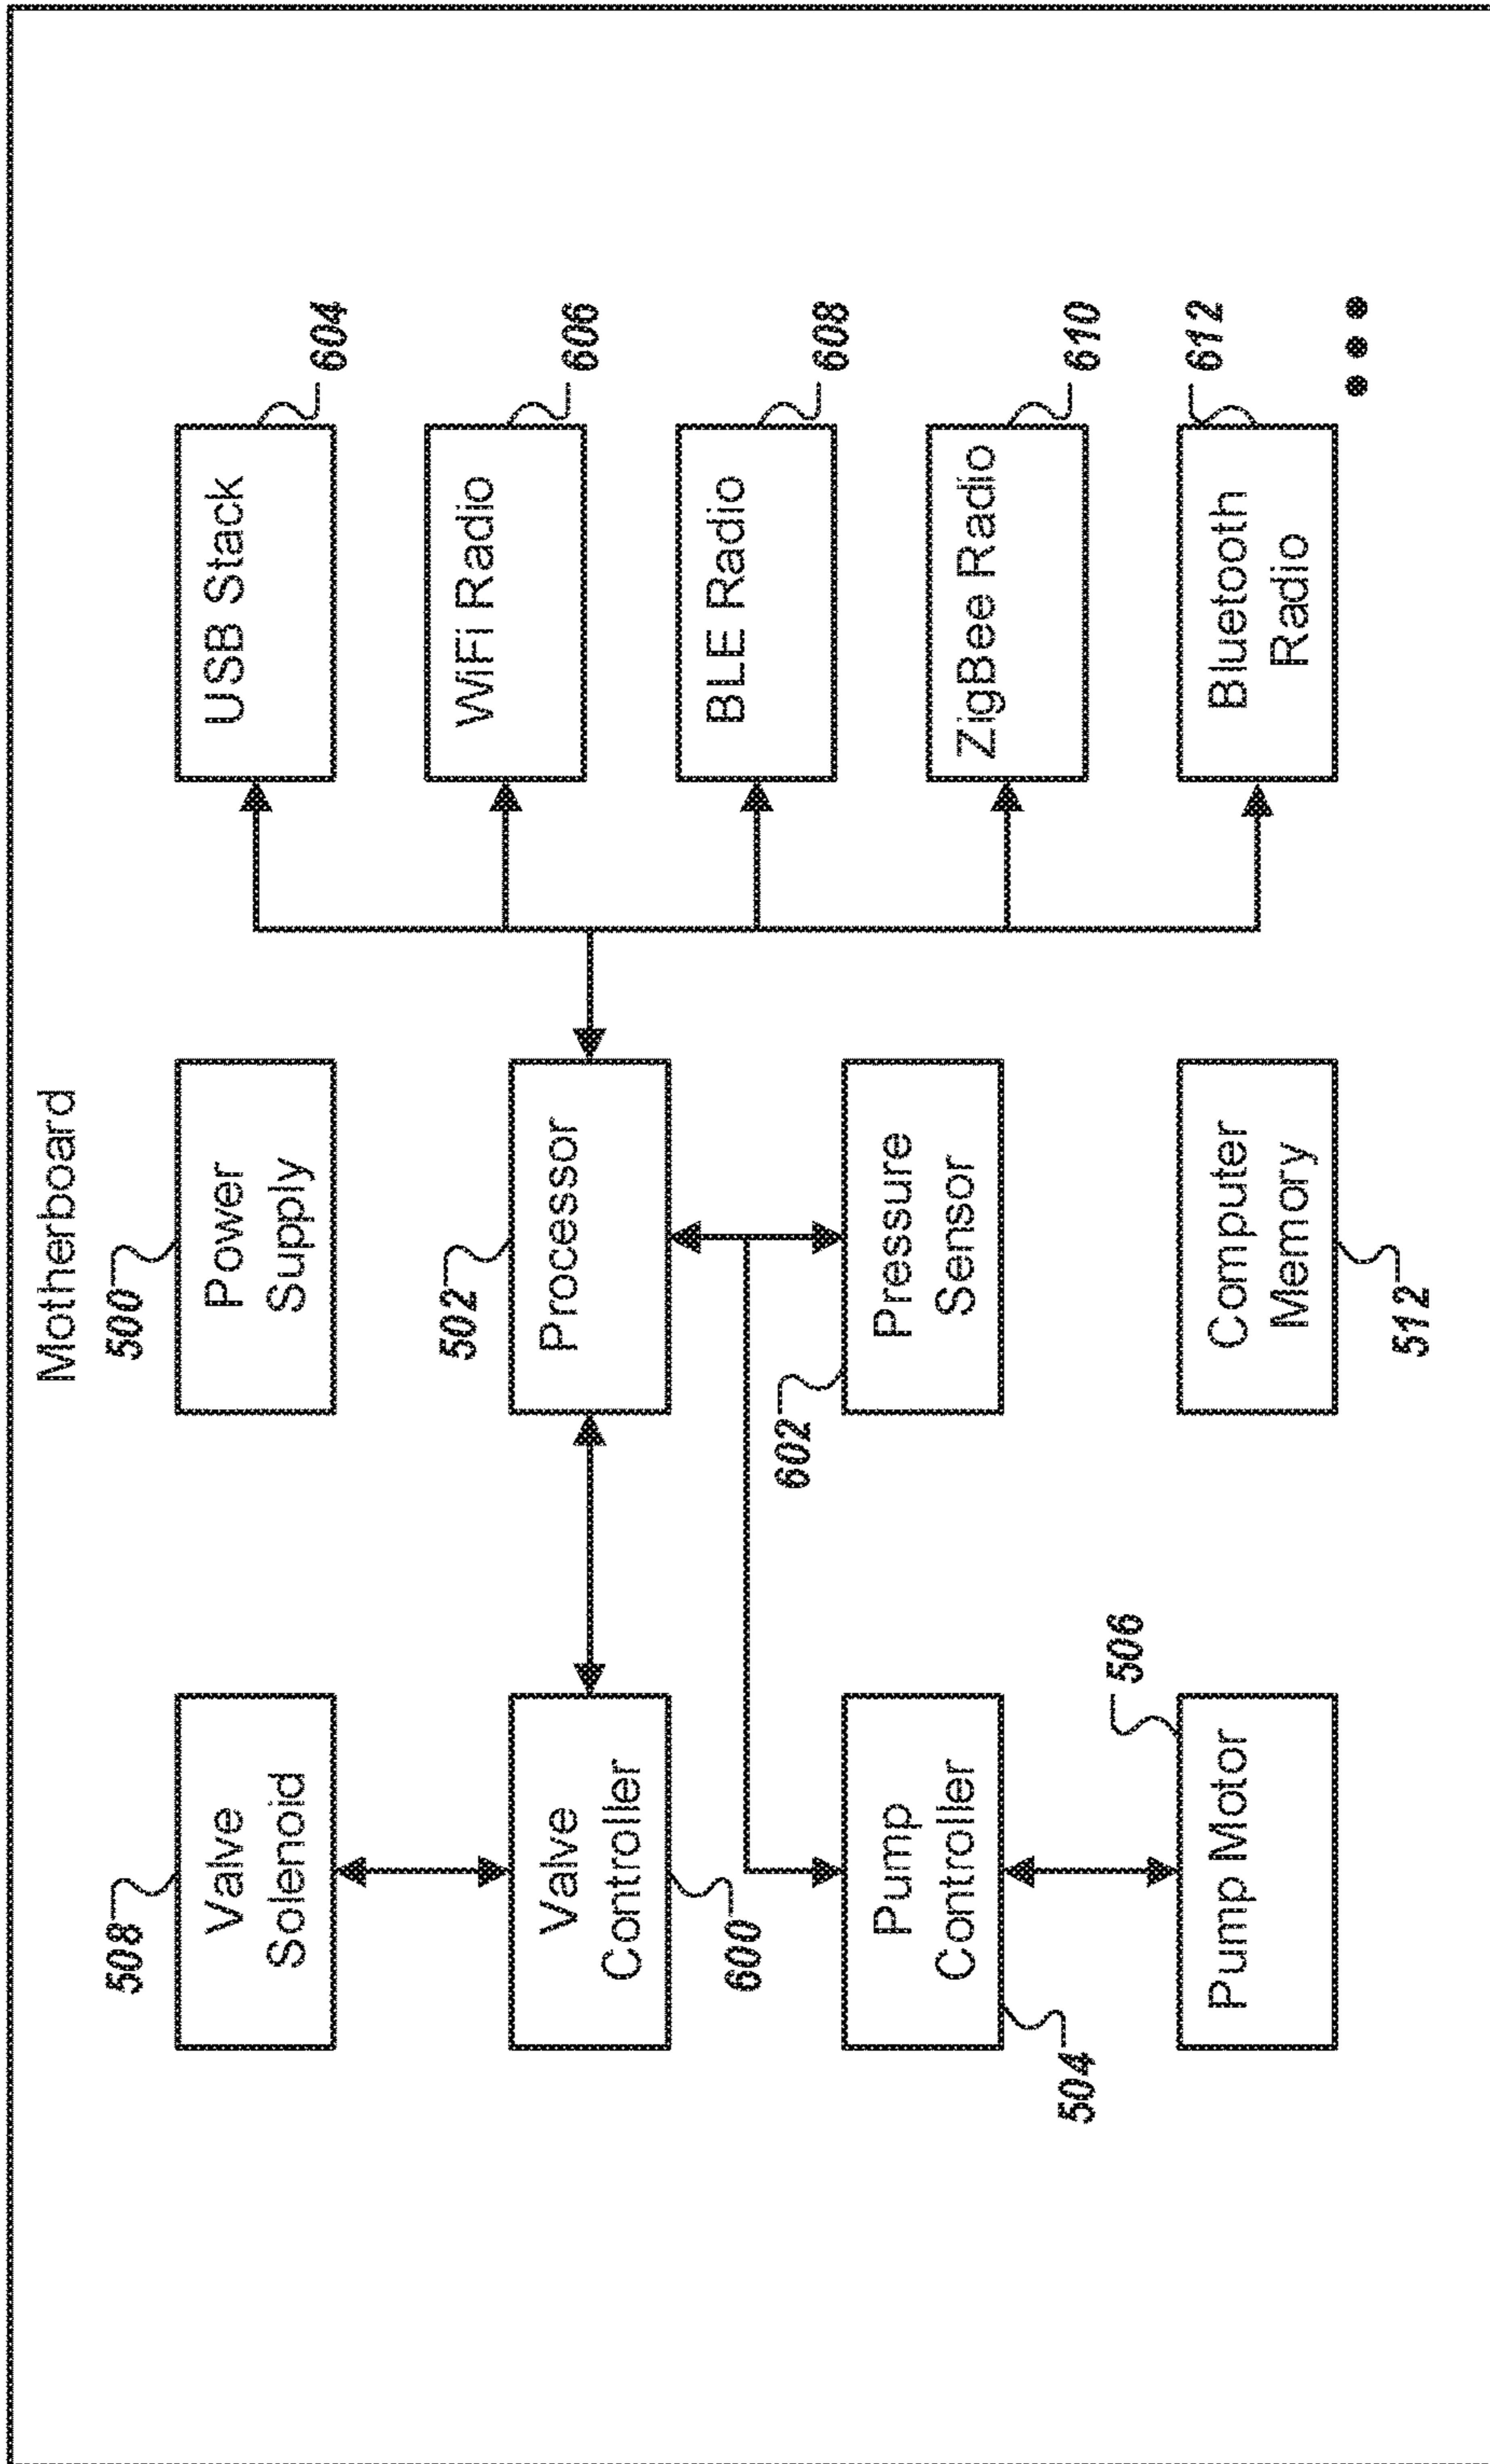 Motherboard
508
Valve
Solenoid
500
Power
Supply
USB Stack
604
WiFi Radio
606
502
Processor
Valve
Controller
600
BLE Radio
608
602
Pressure
Sensor
Pump
Controller
504
ZigBee Radio
610
506
Pump Motor
Computer
Memory
512
Bluetooth
Radio
612